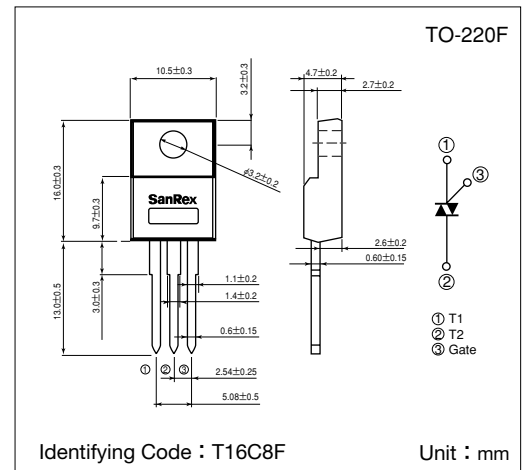 TO-220F
10.5±0.3
3.2±0.3
4.7±0.2
2.7±0.2
16.0±0.3
9.7±0.3
φ3.2±0.2
SanRex
①
③
②
2.6±0.2
0.60±0.15
13.0±0.5
3.0±0.3
1.1±0.2
1.4±0.2
0.6±0.15
① ② ③
2.54±0.25
5.08±0.5
① T1
② T2
③ Gate
Identifying Code：T16C8F
Unit：mm